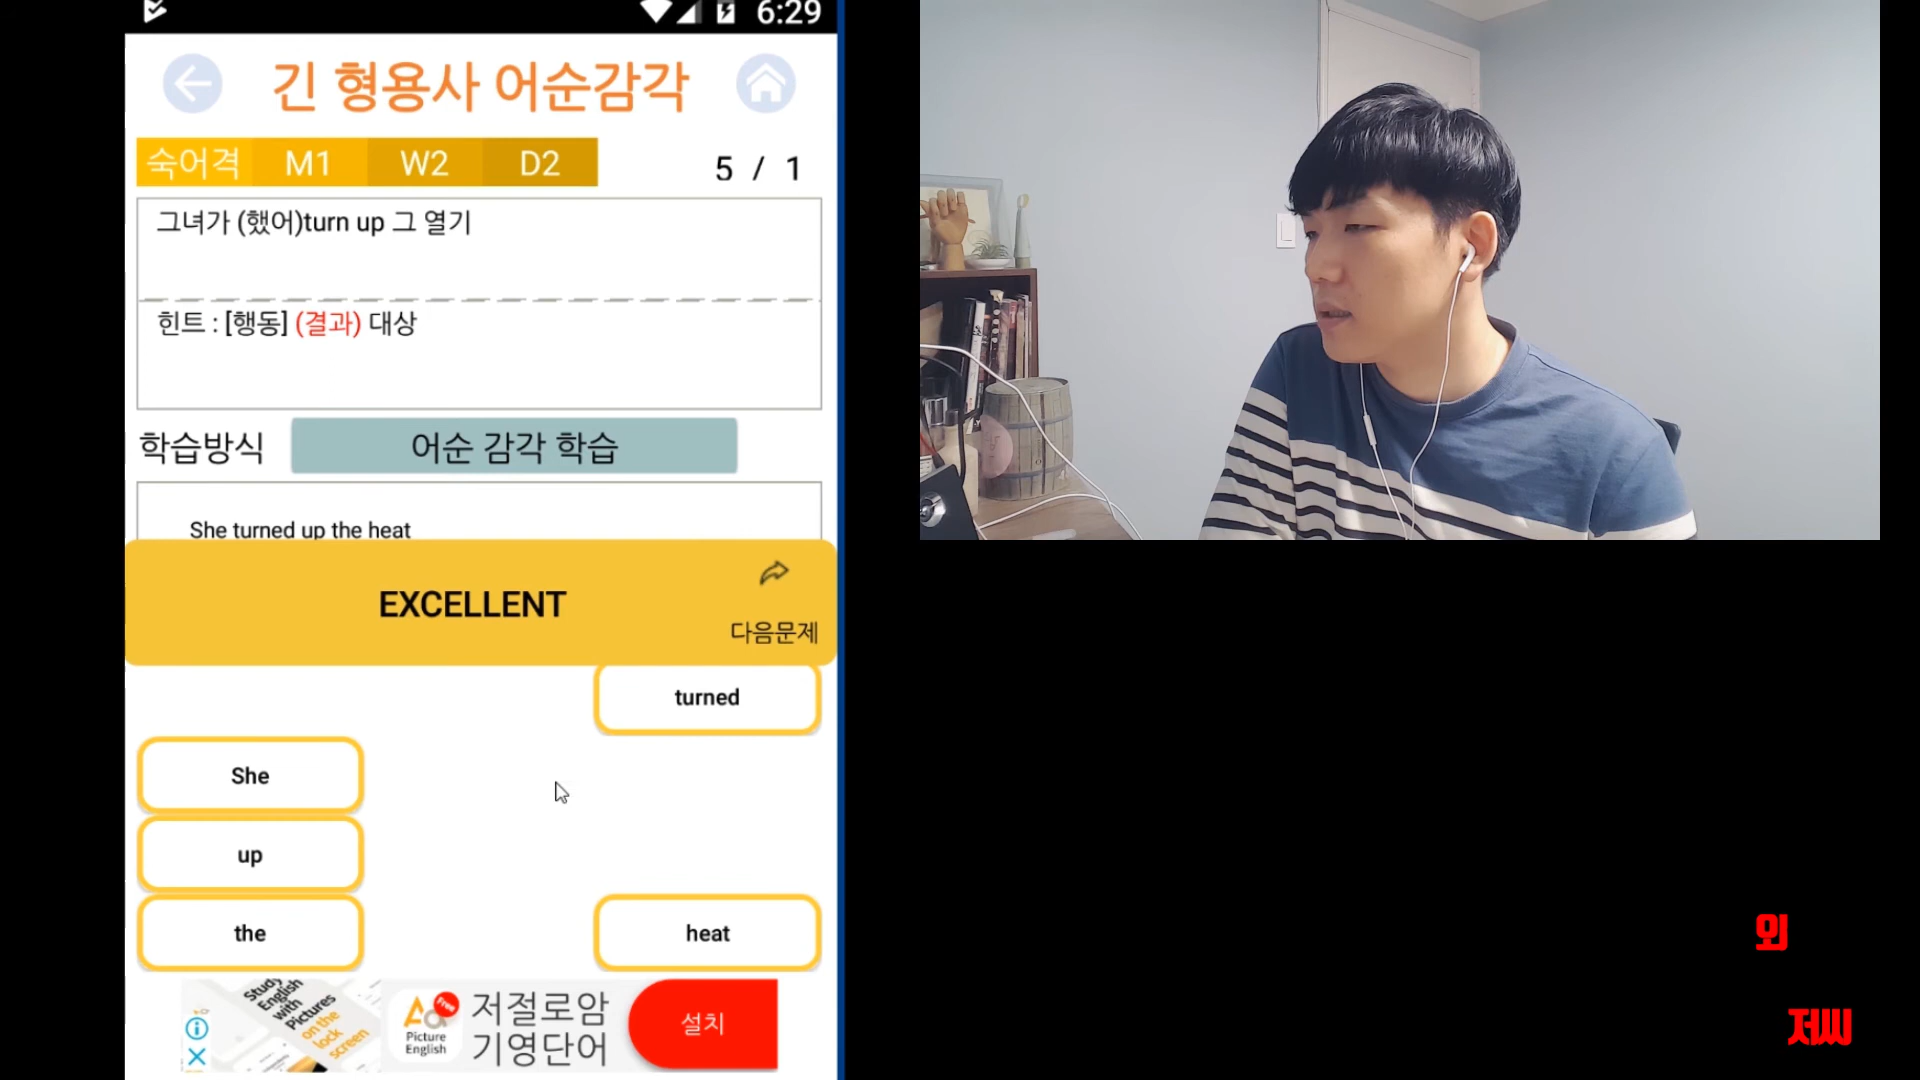 6:29
긴 형용사 어순감각
숙어격 M1 W2 D2
5 / 1
그녀가 (했어)turn up 그 열기
힌트 : [행동] (결과) 대상
학습방식 어순 감각 학습
She turned up the heat
EXCELLENT
다음문제
turned
She
up
the
heat
Study
English
with
Pictures
on the
lock
screen
Free
Picture
English
저절로암
기영단어
설치
외
저씨